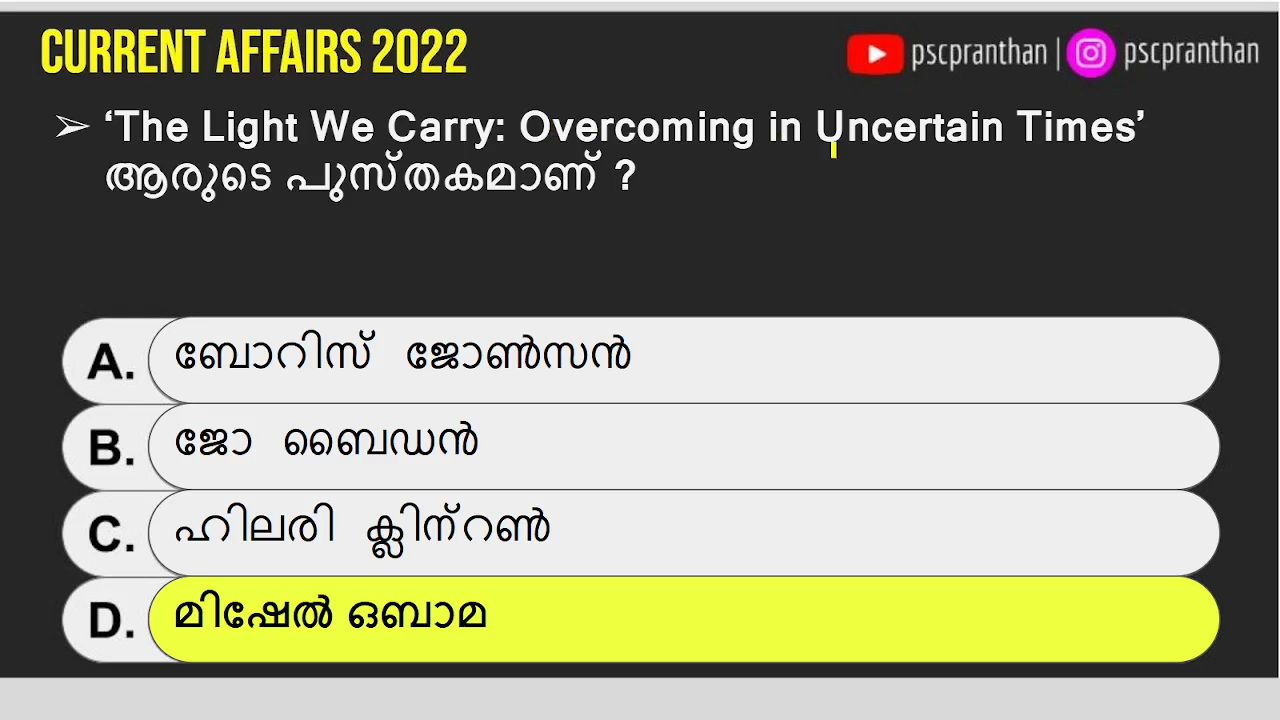 CURRENT AFFAIRS 2022
pscpranthan | pscpranthan
➢ ‘The Light We Carry: Overcoming in Uncertain Times’
ആരുടെ പുസ്തകമാണ് ?
A. ബോറിസ് ജോൺസൻ
B. ജോ ബൈഡൻ
C. ഹിലരി ക്ലിന്റൺ
D. മിഷേൽ ഒബാമ